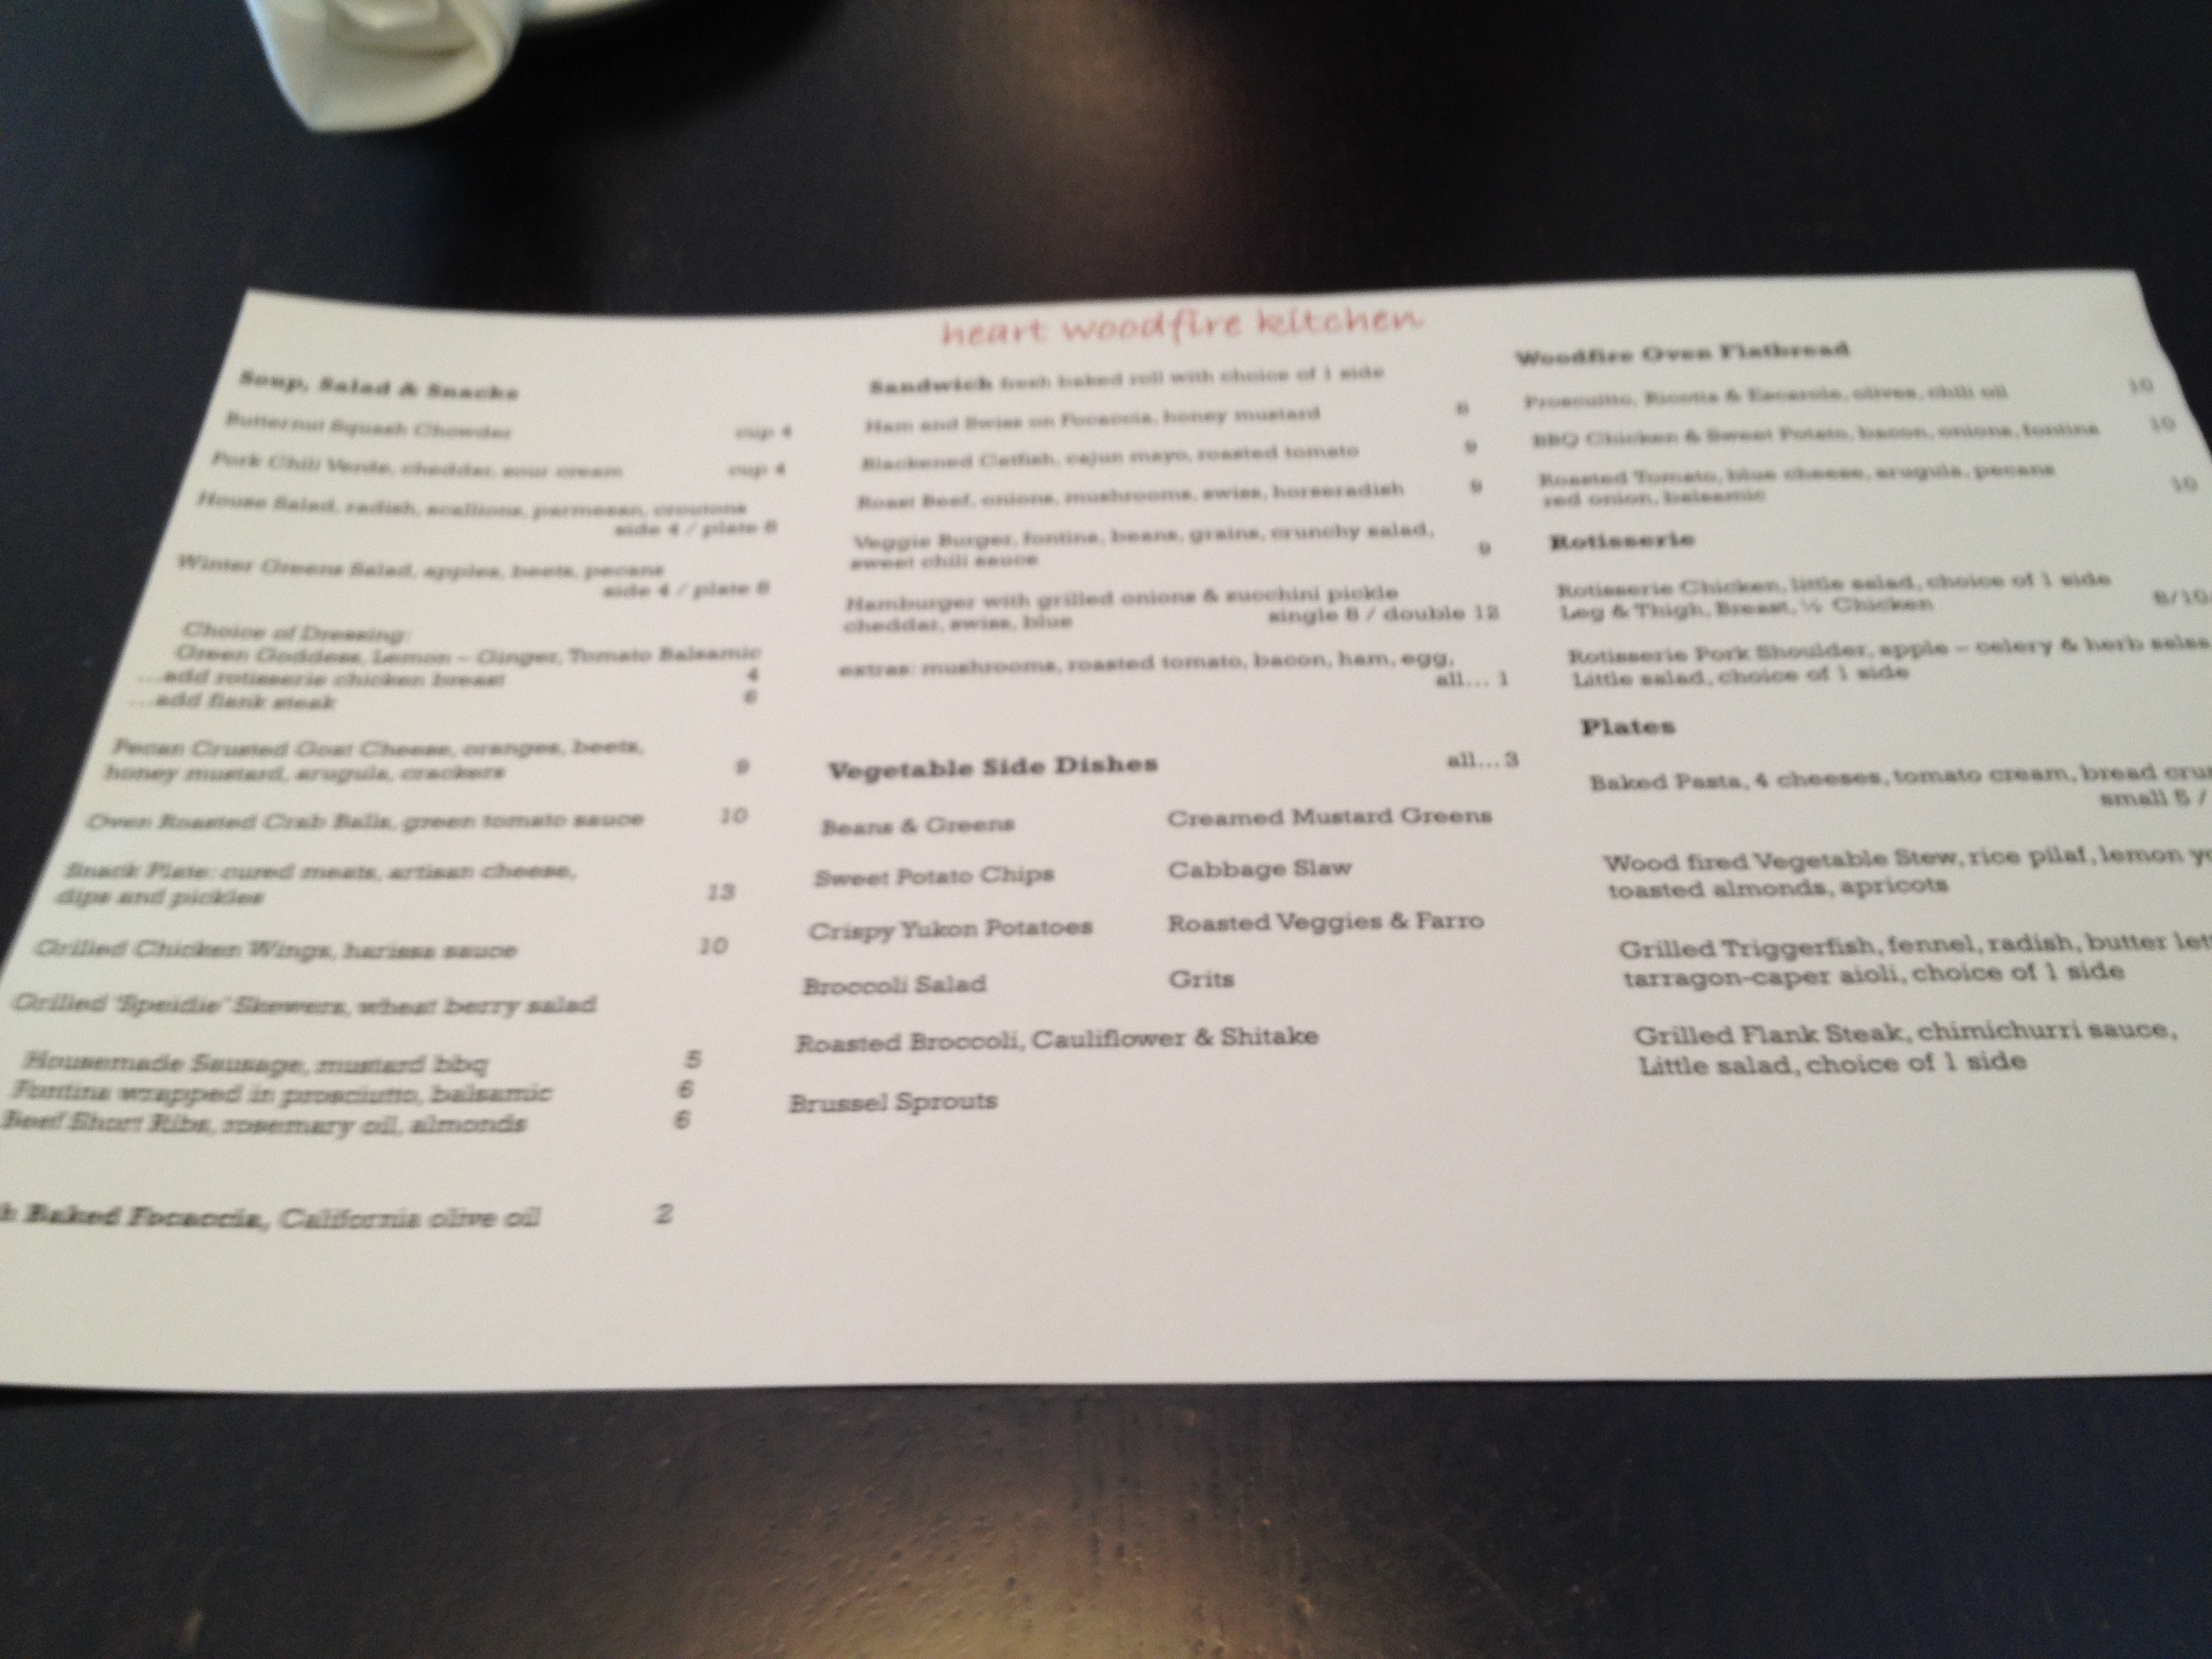 heart woodfire kitchen
Soup, Salad & Snacks
Butternut Squash Chowder cup 4
Pork Chili Verde, cheddar, sour cream cup 4
House Salad, radish, scallions, parmesan, croutons
side 4 / plate 8
Winter Greens Salad, apples, beets, pecans
side 4 / plate 8
Choice of Dressing:
Green Goddess, Lemon – Ginger, Tomato Balsamic
...add rotisserie chicken breast 4
...add flank steak 6
Pecan Crusted Goat Cheese, oranges, beets,
honey mustard, arugula, crackers 9
Oven Roasted Crab Balls, green tomato sauce 10
Snack Plate: cured meats, artisan cheese,
dips and pickles 13
Grilled Chicken Wings, harissa sauce 10
Grilled 'Speidie' Skewers, wheat berry salad
Housemade Sausage, mustard bbq 5
Fontina wrapped in prosciutto, balsamic 6
Beef Short Ribs, rosemary oil, almonds 6
Baked Focaccia, California olive oil 2
Sandwich fresh baked roll with choice of 1 side
Ham and Swiss on Focaccia, honey mustard 8
Blackened Catfish, cajun mayo, roasted tomato 9
Roast Beef, onions, mushrooms, swiss, horseradish 9
Veggie Burger, fontina, beans, grains, crunchy salad,
sweet chili sauce 9
Hamburger with grilled onions & zucchini pickle
cheddar, swiss, blue single 8 / double 12
extras: mushrooms, roasted tomato, bacon, ham, egg,
all... 1
Vegetable Side Dishes all... 3
Beans & Greens Creamed Mustard Greens
Sweet Potato Chips Cabbage Slaw
Crispy Yukon Potatoes Roasted Veggies & Farro
Broccoli Salad Grits
Roasted Broccoli, Cauliflower & Shitake
Brussel Sprouts
Woodfire Oven Flatbread
Proscuitto, Ricotta & Escarole, olives, chili oil 10
BBQ Chicken & Sweet Potato, bacon, onions, fontina 10
Roasted Tomato, blue cheese, arugula, pecans
red onion, balsamic 10
Rotisserie
Rotisserie Chicken, little salad, choice of 1 side
Leg & Thigh, Breast, ½ Chicken 8/10/
Rotisserie Pork Shoulder, apple – celery & herb salsa
Little salad, choice of 1 side
Plates
Baked Pasta, 4 cheeses, tomato cream, bread cru
small 5 /
Wood fired Vegetable Stew, rice pilaf, lemon yo
toasted almonds, apricots
Grilled Triggerfish, fennel, radish, butter lett
tarragon-caper aioli, choice of 1 side
Grilled Flank Steak, chimichurri sauce,
Little salad, choice of 1 side